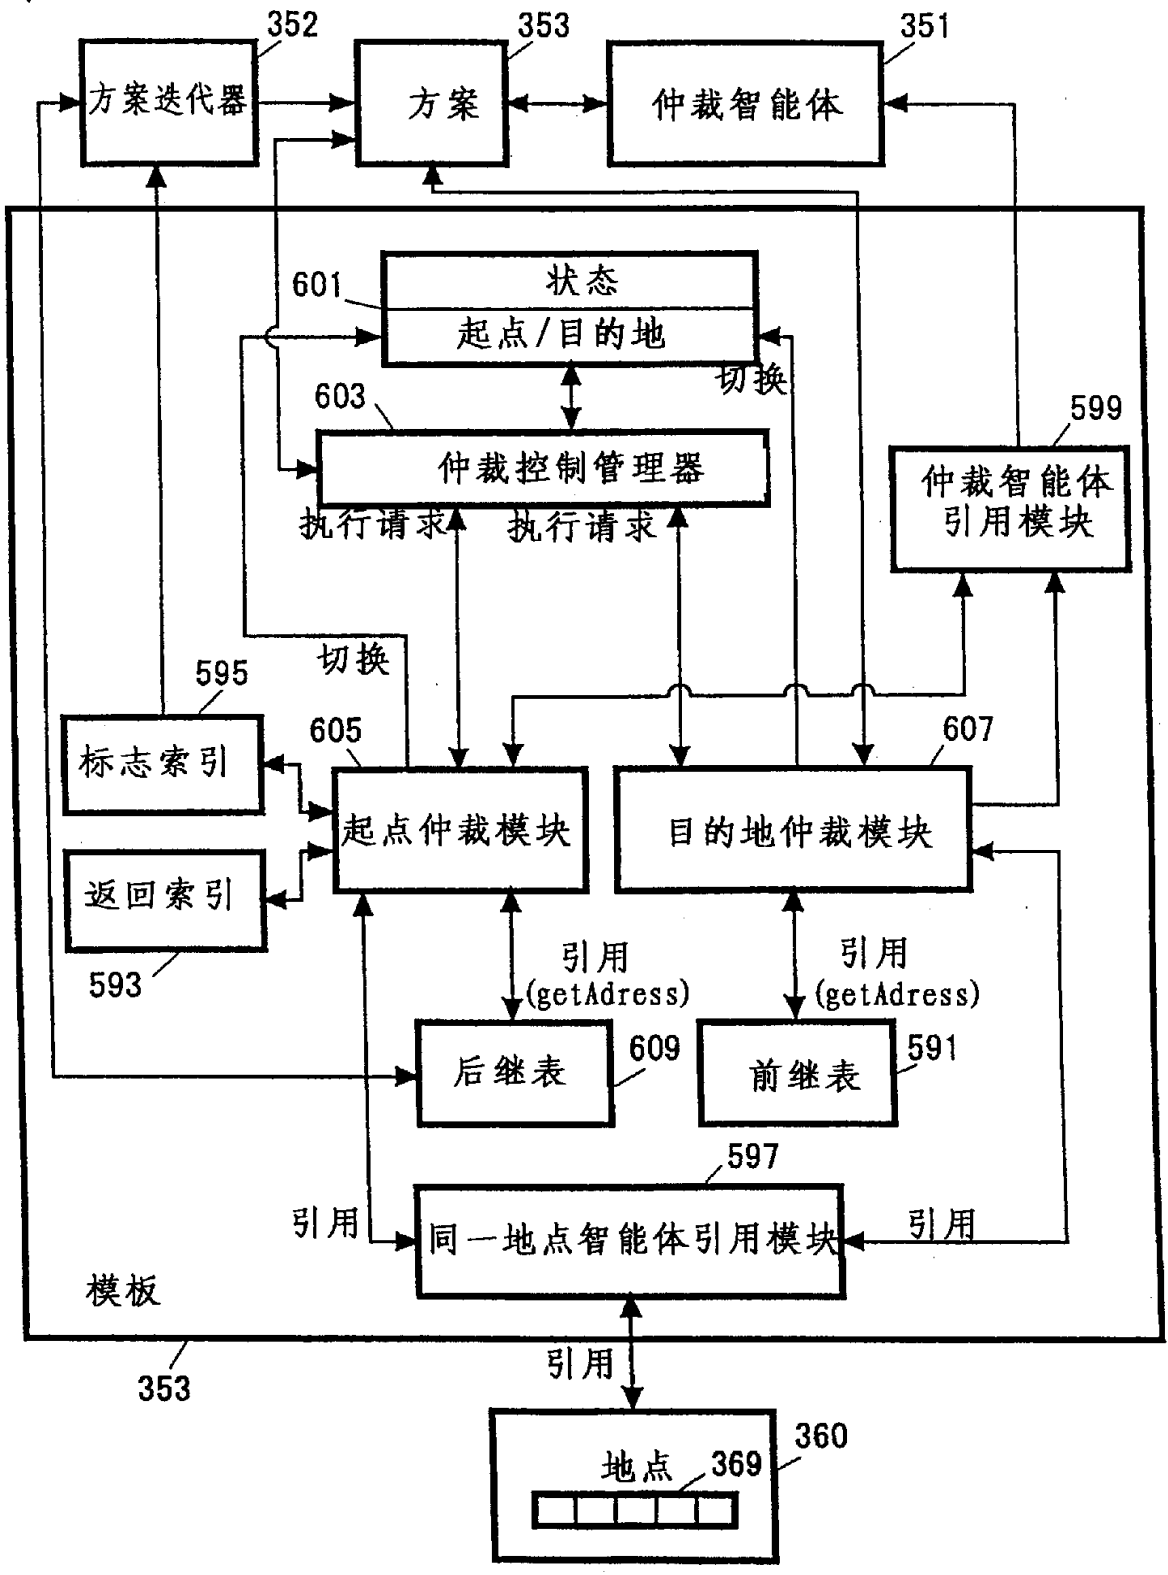 352
353
351
方案迭代器
方案
仲裁智能体
601
状态
起点/目的地
切换
603
599
仲裁控制管理器
仲裁智能体
引用模块
执行请求
执行请求
切换
595
605
607
标志索引
起点仲裁模块
目的地仲裁模块
返回索引
593
引用
(getAdress)
引用
(getAdress)
后继表
609
前继表
591
597
引用
同一地点智能体引用模块
引用
模板
353
引用
360
地点
369